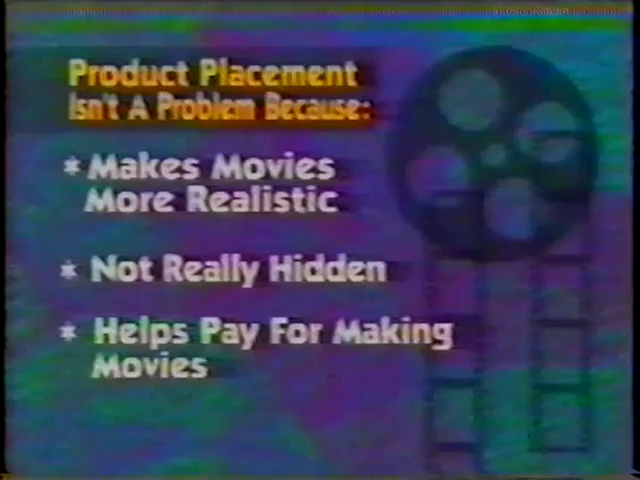 Product Placement
Isn't A Problem Because:
* Makes Movies
More Realistic
* Not Really Hidden
* Helps Pay For Making
Movies